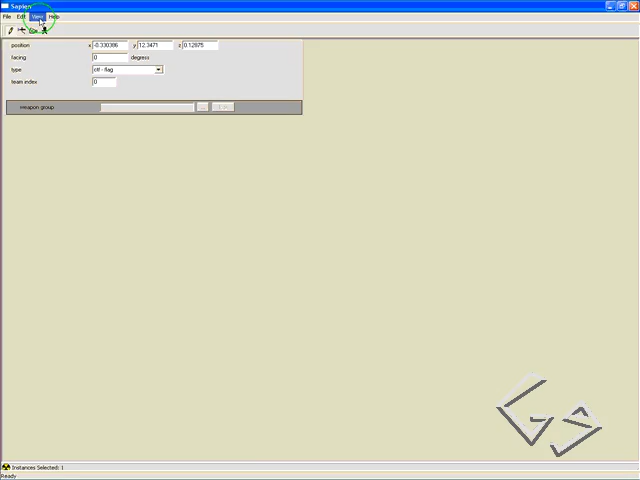 Sapien
File Edit View Help
position x -0.330306 y 12.3471 z 0.12875
facing 0 degrees
type ctf - flag
team index 0
weapon group ...
GS
Instances Selected: 1
Ready